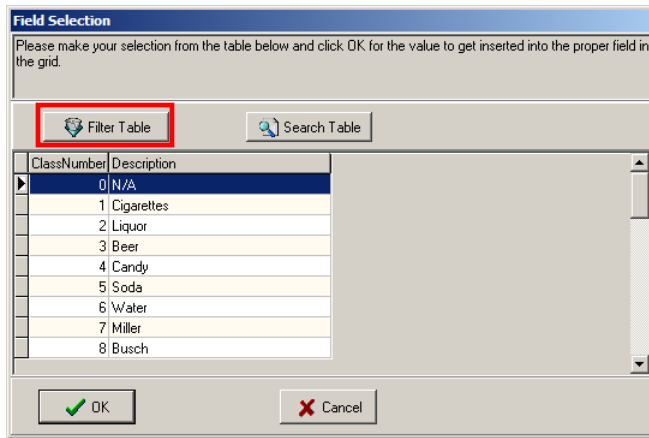 Field Selection
Please make your selection from the table below and click OK for the value to get inserted into the proper field in
the grid.
Filter Table Search Table
ClassNumber Description
0 N/A
1 Cigarettes
2 Liquor
3 Beer
4 Candy
5 Soda
6 Water
7 Miller
8 Busch
OK Cancel